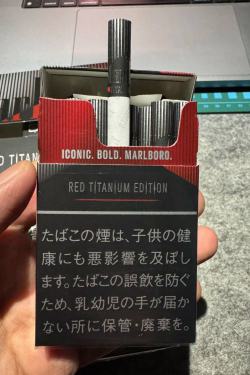 ICONIC. BOLD. MARLBORO.
RED TITANIUM EDITION
RED TITAN
たばこの煙は、子供の健
康にも悪影響を及ぼし
ます。たばこの誤飲を防ぐ
ため、乳幼児の手が届か
ない所に保管・廃棄を。